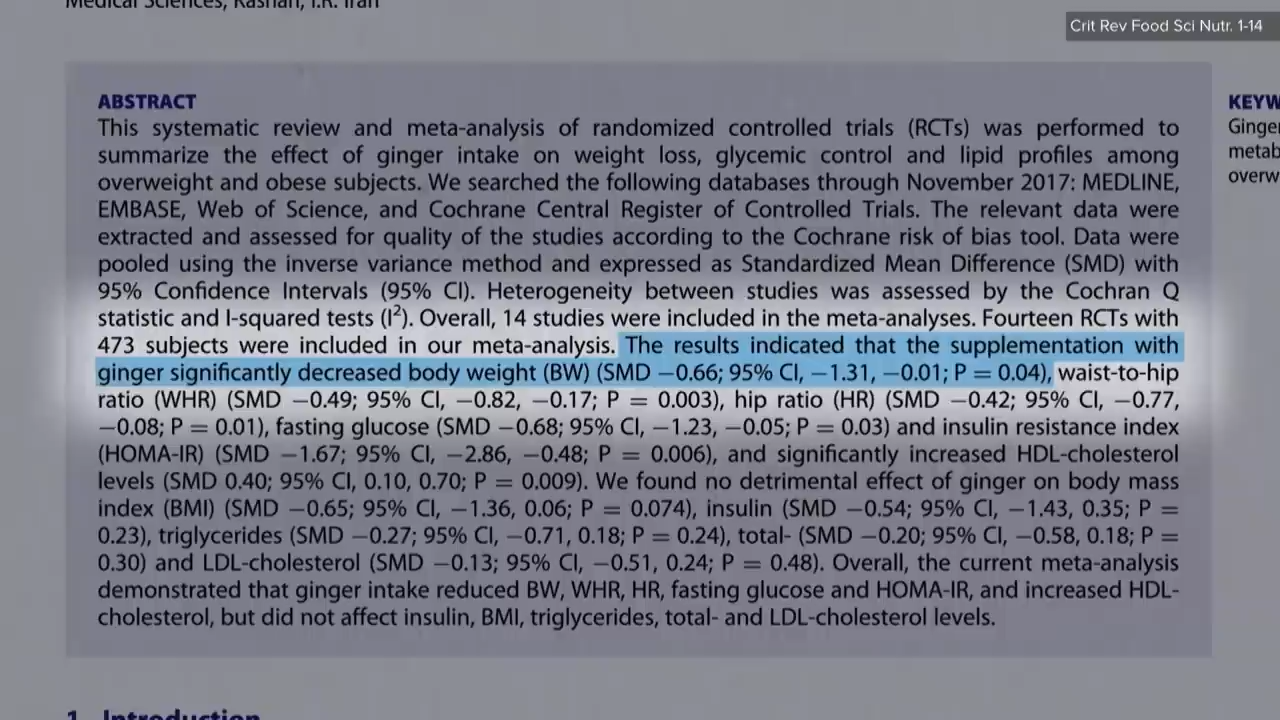 Medical Sciences, Kashan, I.R. Iran
Crit Rev Food Sci Nutr. 1-14
ABSTRACT
This systematic review and meta-analysis of randomized controlled trials (RCTs) was performed to
summarize the effect of ginger intake on weight loss, glycemic control and lipid profiles among
overweight and obese subjects. We searched the following databases through November 2017: MEDLINE,
EMBASE, Web of Science, and Cochrane Central Register of Controlled Trials. The relevant data were
extracted and assessed for quality of the studies according to the Cochrane risk of bias tool. Data were
pooled using the inverse variance method and expressed as Standardized Mean Difference (SMD) with
95% Confidence Intervals (95% CI). Heterogeneity between studies was assessed by the Cochran Q
statistic and I-squared tests (I²). Overall, 14 studies were included in the meta-analyses. Fourteen RCTs with
473 subjects were included in our meta-analysis. The results indicated that the supplementation with
ginger significantly decreased body weight (BW) (SMD −0.66; 95% CI, −1.31, −0.01; P = 0.04), waist-to-hip
ratio (WHR) (SMD −0.49; 95% CI, −0.82, −0.17; P = 0.003), hip ratio (HR) (SMD −0.42; 95% CI, −0.77,
−0.08; P = 0.01), fasting glucose (SMD −0.68; 95% CI, −1.23, −0.05; P = 0.03) and insulin resistance index
(HOMA-IR) (SMD −1.67; 95% CI, −2.86, −0.48; P = 0.006), and significantly increased HDL-cholesterol
levels (SMD 0.40; 95% CI, 0.10, 0.70; P = 0.009). We found no detrimental effect of ginger on body mass
index (BMI) (SMD −0.65; 95% CI, −1.36, 0.06; P = 0.074), insulin (SMD −0.54; 95% CI, −1.43, 0.35; P =
0.23), triglycerides (SMD −0.27; 95% CI, −0.71, 0.18; P = 0.24), total- (SMD −0.20; 95% CI, −0.58, 0.18; P =
0.30) and LDL-cholesterol (SMD −0.13; 95% CI, −0.51, 0.24; P = 0.48). Overall, the current meta-analysis
demonstrated that ginger intake reduced BW, WHR, HR, fasting glucose and HOMA-IR, and increased HDL-
cholesterol, but did not affect insulin, BMI, triglycerides, total- and LDL-cholesterol levels.
KEYW
Ginger
metab
overw
1. Introduction